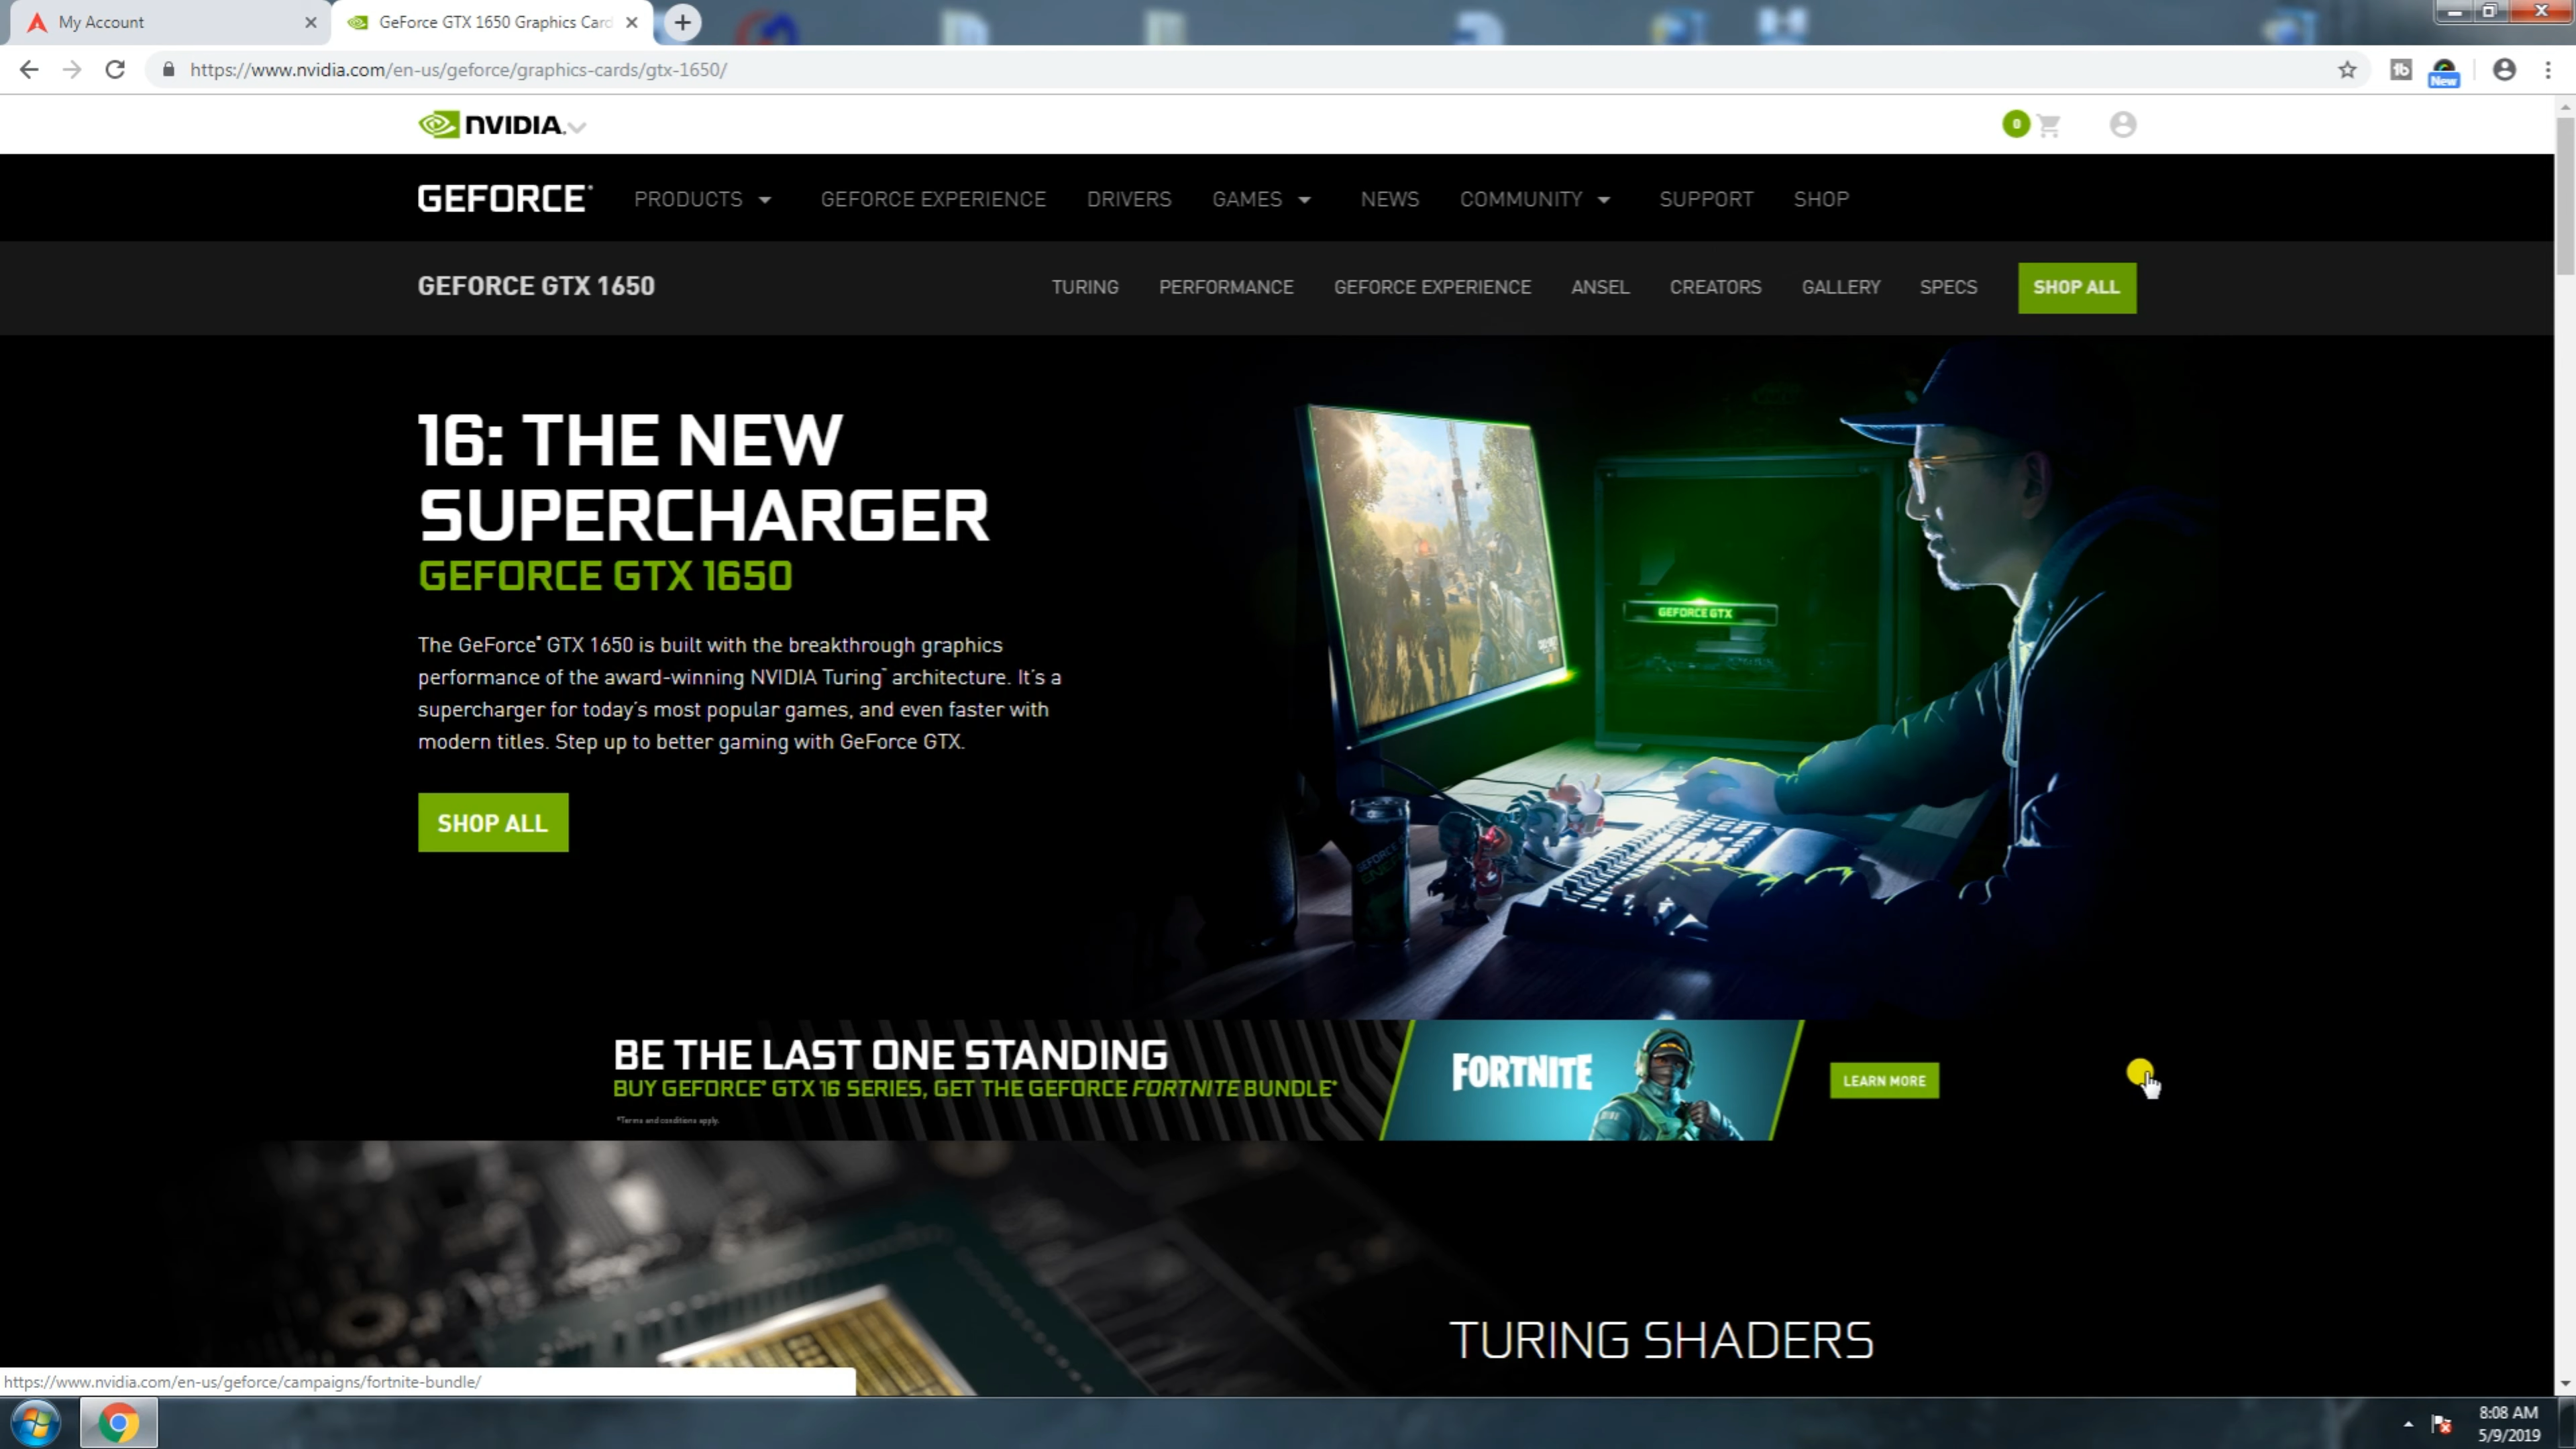 My Account
GeForce GTX 1650 Graphics Card
https://www.nvidia.com/en-us/geforce/graphics-cards/gtx-1650/
New
NVIDIA.
0
GEFORCE®
PRODUCTS
GEFORCE EXPERIENCE
DRIVERS
GAMES
NEWS
COMMUNITY
SUPPORT
SHOP
GEFORCE GTX 1650
TURING
PERFORMANCE
GEFORCE EXPERIENCE
ANSEL
CREATORS
GALLERY
SPECS
SHOP ALL
16: THE NEW
SUPERCHARGER
GEFORCE GTX 1650
The GeForce® GTX 1650 is built with the breakthrough graphics
performance of the award-winning NVIDIA Turing™ architecture. It's a
supercharger for today's most popular games, and even faster with
modern titles. Step up to better gaming with GeForce GTX.
SHOP ALL
GEFORCE GTX
BE THE LAST ONE STANDING
BUY GEFORCE® GTX 16 SERIES, GET THE GEFORCE FORTNITE BUNDLE*
*Terms and conditions apply.
FORTNITE
LEARN MORE
TURING SHADERS
https://www.nvidia.com/en-us/geforce/campaigns/fortnite-bundle/
8:08 AM
5/9/2019